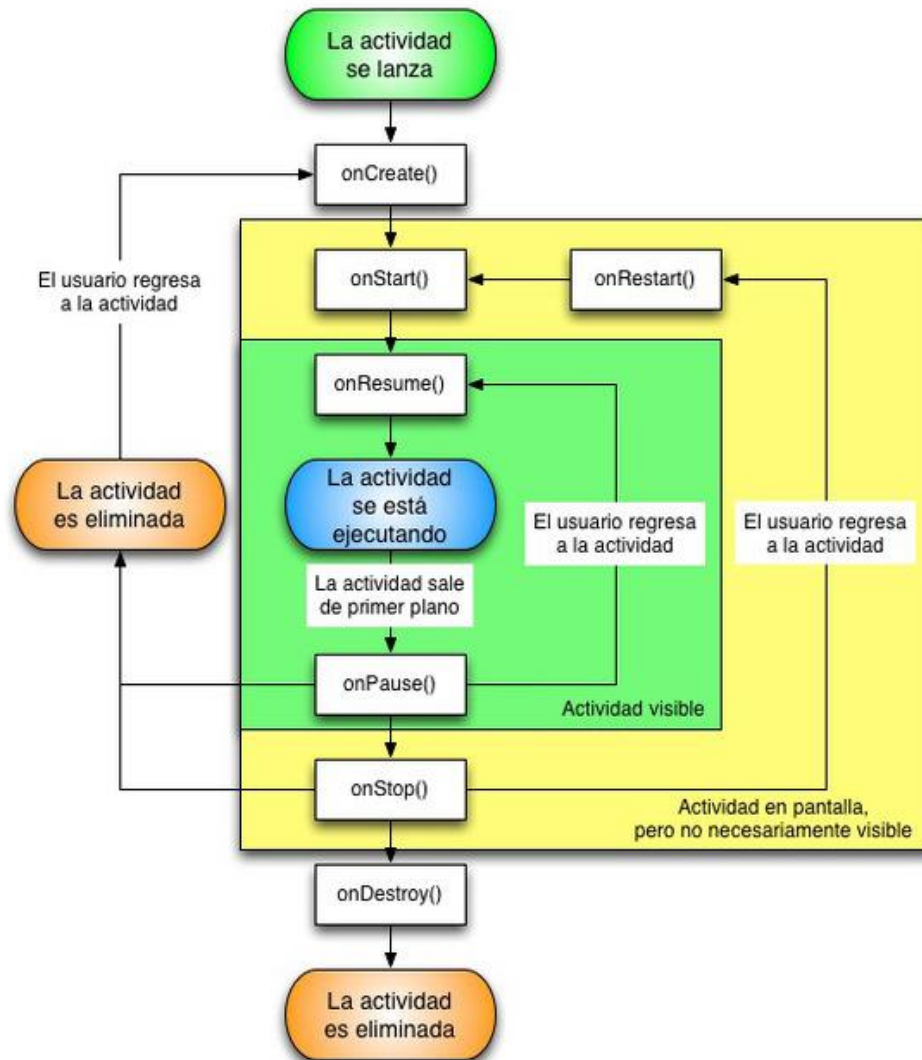 La actividad
se lanza
onCreate()
El usuario regresa
a la actividad
onStart()
onRestart()
onResume()
La actividad
es eliminada
La actividad
se está
ejecutando
El usuario regresa
a la actividad
El usuario regresa
a la actividad
La actividad sale
de primer plano
onPause()
Actividad visible
onStop()
Actividad en pantalla,
pero no necesariamente visible
onDestroy()
La actividad
es eliminada